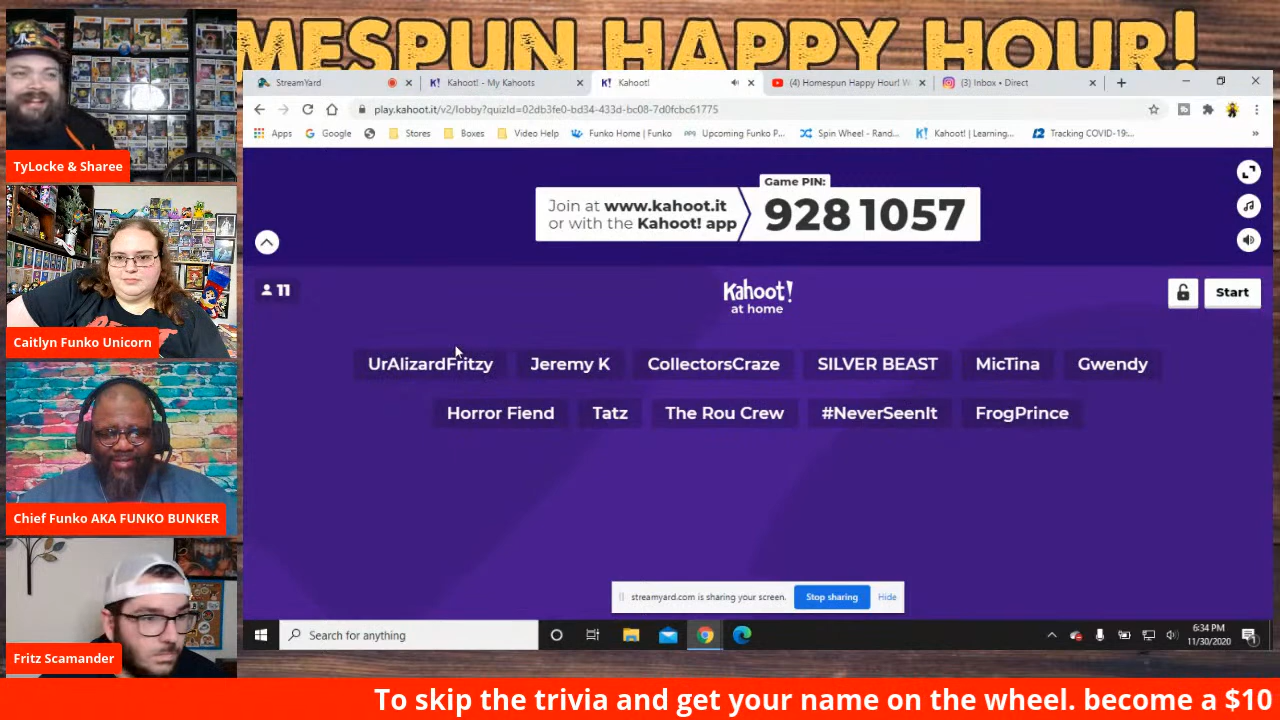 MESPUN HAPPY HOUR!
StreamYard
Kahoot! - My Kahoots
Kahoot!
(4) Homespun Happy Hour! W
(3) Inbox • Direct
play.kahoot.it/v2/lobby?quizId=02db3fe0-bd34-433d-bc08-7d0fcbc61775
Apps
Google
Stores
Boxes
Video Help
Funko Home | Funko
Upcoming Funko P...
Spin Wheel - Rand...
Kahoot! | Learning...
Tracking COVID-19:...
TyLocke & Sharee
Game PIN:
Join at www.kahoot.it
or with the Kahoot! app
928 1057
11
Kahoot!
at home
Start
UrAlizardFritzy
Jeremy K
CollectorsCraze
SILVER BEAST
MicTina
Gwendy
Horror Fiend
Tatz
The Rou Crew
#NeverSeenIt
FrogPrince
Caitlyn Funko Unicorn
Chief Funko AKA FUNKO BUNKER
Fritz Scamander
streamyard.com is sharing your screen.
Stop sharing
Hide
Search for anything
6:34 PM
11/30/2020
To skip the trivia and get your name on the wheel. become a $10